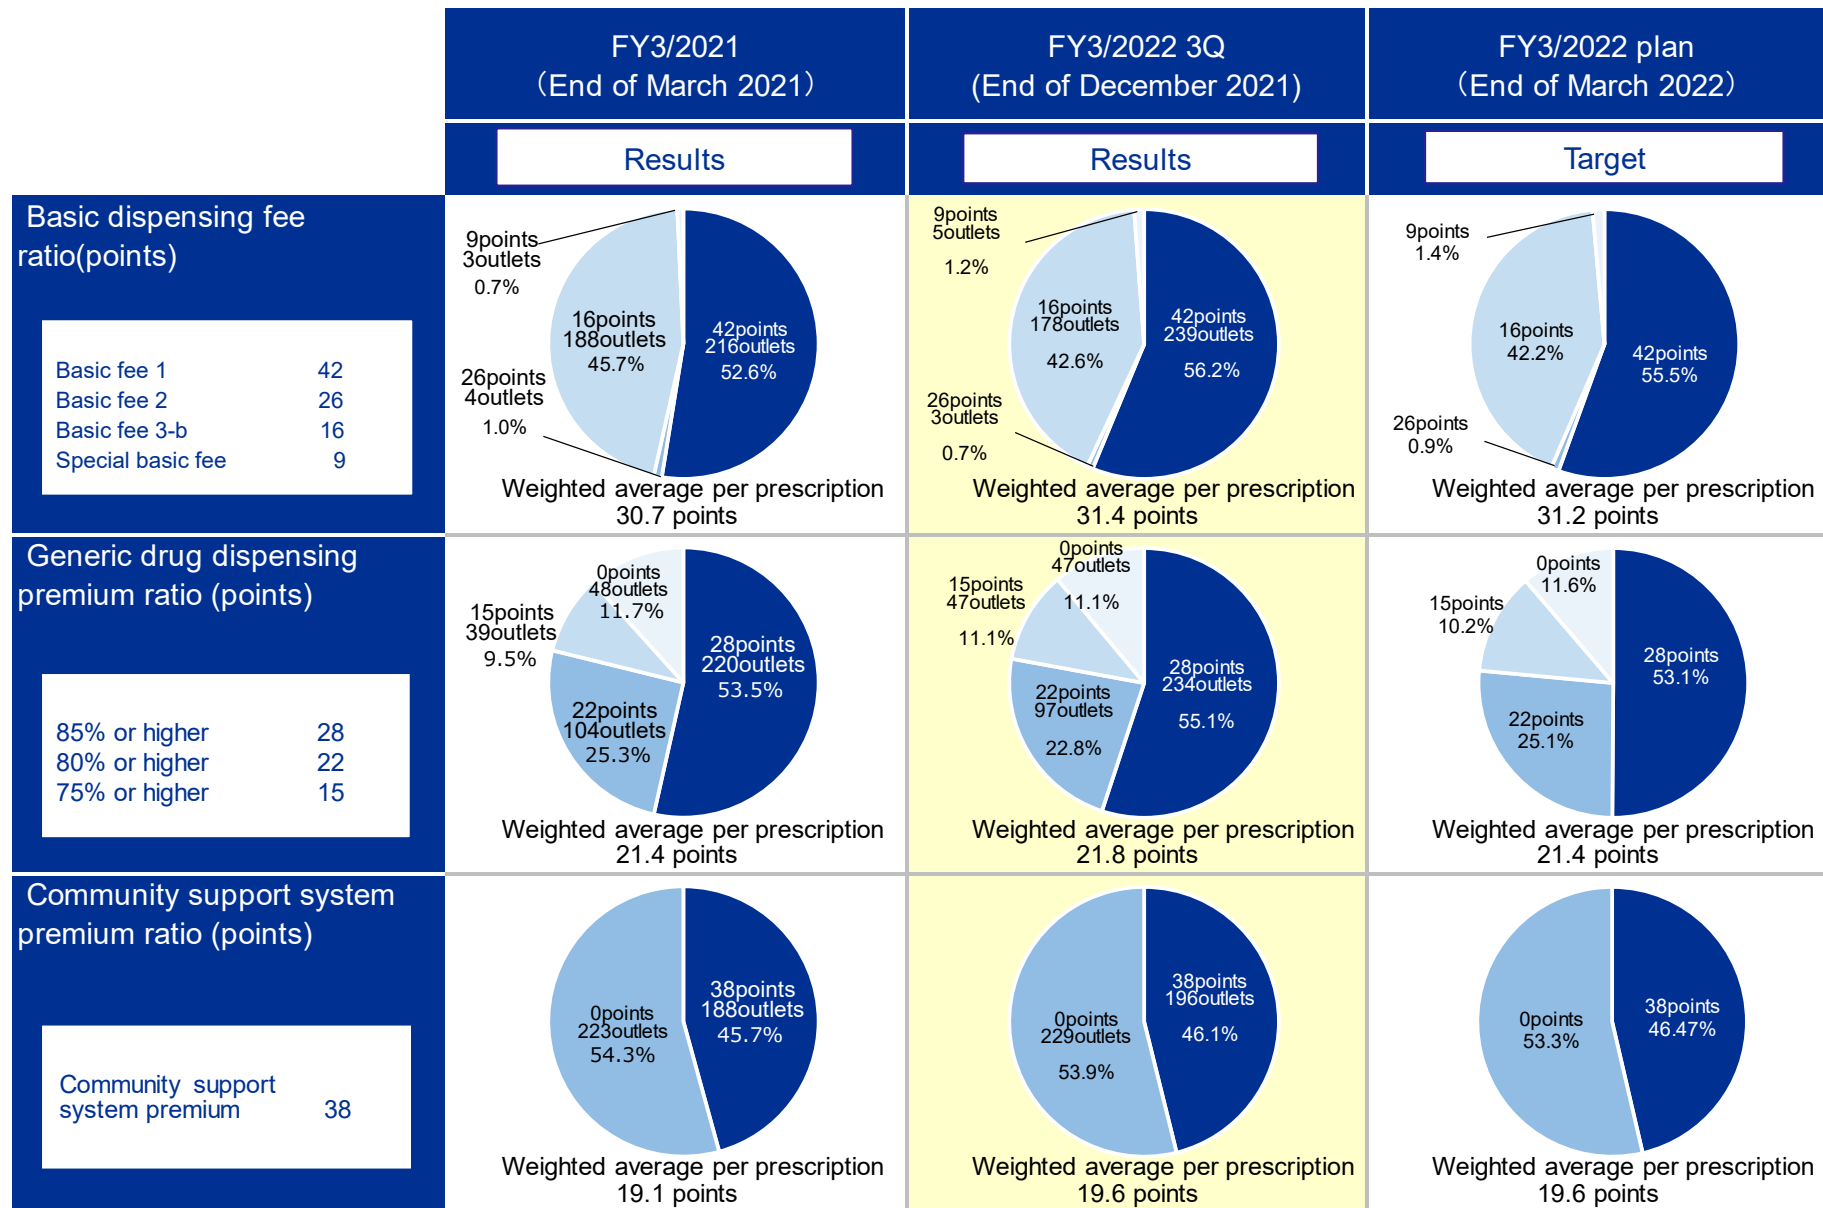 FY3/2021
（End of March 2021）
FY3/2022 3Q
(End of December 2021)
FY3/2022 plan
（End of March 2022）
Results
Results
Target
Basic dispensing fee
ratio(points)
Basic fee 1 42
Basic fee 2 26
Basic fee 3-b 16
Special basic fee 9
9points
3outlets
0.7%
16points
188outlets
45.7%
42points
216outlets
52.6%
26points
4outlets
1.0%
Weighted average per prescription
30.7 points
9points
5outlets
1.2%
16points
178outlets
42.6%
42points
239outlets
56.2%
26points
3outlets
0.7%
Weighted average per prescription
31.4 points
9points
1.4%
16points
42.2%
42points
55.5%
26points
0.9%
Weighted average per prescription
31.2 points
Generic drug dispensing
premium ratio (points)
85% or higher 28
80% or higher 22
75% or higher 15
0points
48outlets
11.7%
15points
39outlets
9.5%
28points
220outlets
53.5%
22points
104outlets
25.3%
Weighted average per prescription
21.4 points
0points
47outlets
11.1%
15points
47outlets
11.1%
28points
234outlets
55.1%
22points
97outlets
22.8%
Weighted average per prescription
21.8 points
0points
11.6%
15points
10.2%
28points
53.1%
22points
25.1%
Weighted average per prescription
21.4 points
Community support system
premium ratio (points)
Community support
system premium 38
38points
188outlets
45.7%
0points
223outlets
54.3%
Weighted average per prescription
19.1 points
38points
196outlets
46.1%
0points
229outlets
53.9%
Weighted average per prescription
19.6 points
38points
46.47%
0points
53.3%
Weighted average per prescription
19.6 points